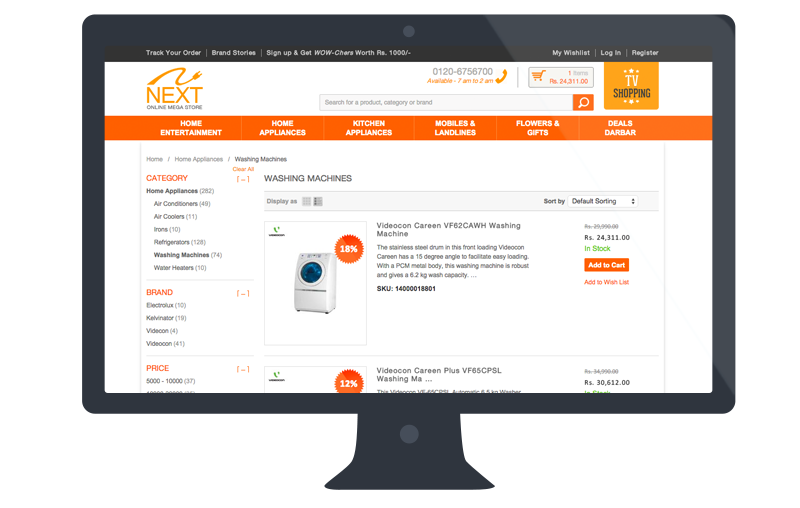 Track Your Order | Brand Stories | Sign up & Get WOW-Chers Worth Rs. 1000/-
My Wishlist | Log In | Register
NEXT
ONLINE MEGA STORE
0120-6756700
Available - 7 am to 2 am
1 Items
Rs. 24,311.00
TV
SHOPPING
Search for a product, category or brand
HOME
ENTERTAINMENT
HOME
APPLIANCES
KITCHEN
APPLIANCES
MOBILES &
LANDLINES
FLOWERS &
GIFTS
DEALS
DARBAR
Home / Home Appliances / Washing Machines
Clear All
CATEGORY [ – ]
Home Appliances (282)
Air Conditioners (49)
Air Coolers (11)
Irons (10)
Refrigerators (128)
Washing Machines (74)
Water Heaters (10)
BRAND [ – ]
Electrolux (10)
Kelvinator (19)
Videcon (4)
Videocon (41)
PRICE [ – ]
5000 - 10000 (37)
WASHING MACHINES
Display as
Sort by Default Sorting
VIDEOCON
18%
Videocon Careen VF62CAWH Washing
Machine
The stainless steel drum in this front loading Videocon
Careen has a 15 degree angle to facilitate easy loading.
With a PCM metal body, this washing machine is robust
and gives a 6.2 kg wash capacity. ...
SKU: 14000018801
Rs. 29,990.00
Rs. 24,311.00
In Stock
Add to Cart
Add to Wish List
VIDEOCON
12%
Videocon Careen Plus VF65CPSL
Washing Ma ...
This Videocon VF-65CPSL Automatic 6.5 kg Washer
Rs. 34,990.00
Rs. 30,612.00
In Stock